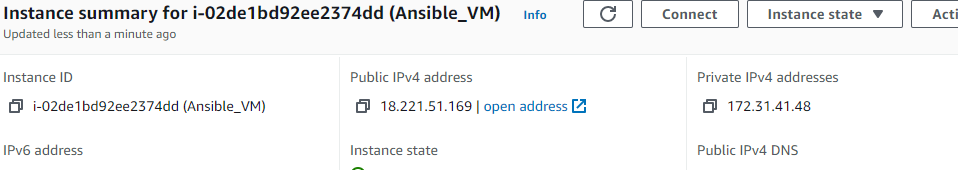 Instance summary for i-02de1bd92ee2374dd (Ansible_VM) Info Connect Instance state
Updated less than a minute ago
Instance ID Public IPv4 address Private IPv4 addresses
i-02de1bd92ee2374dd (Ansible_VM) 18.221.51.169 | open address 172.31.41.48
IPv6 address Instance state Public IPv4 DNS